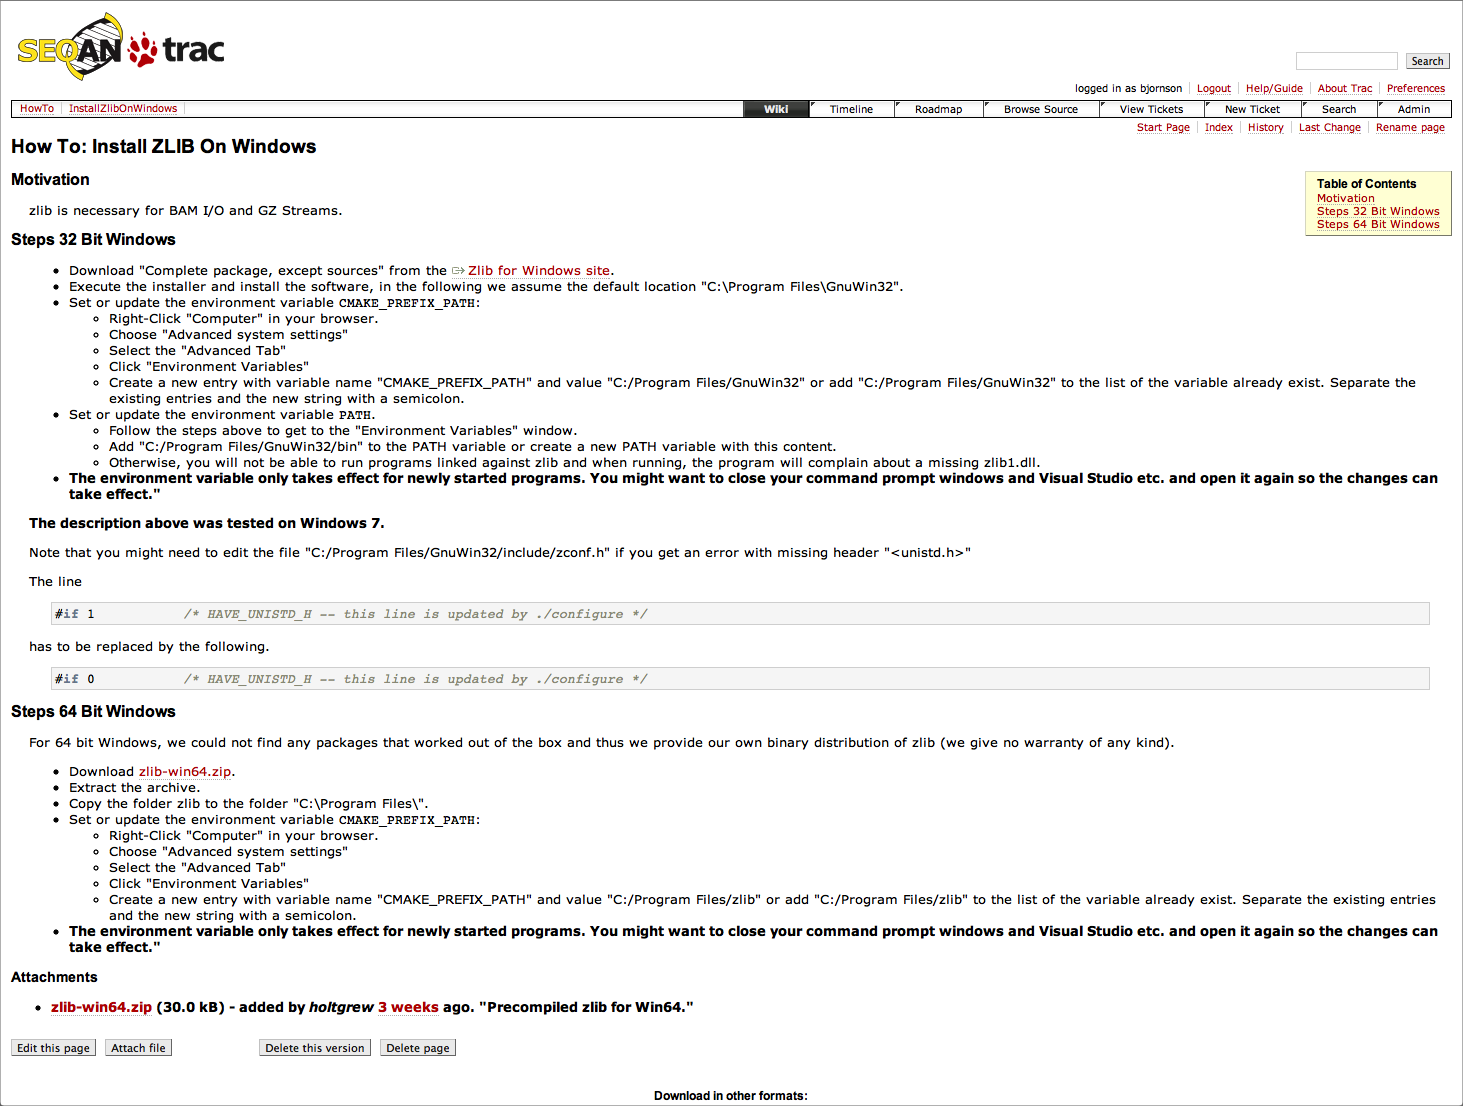 SEQAN trac
Search
logged in as bjornson Logout Help/Guide About Trac Preferences
HowTo InstallZlibOnWindows Wiki Timeline Roadmap Browse Source View Tickets New Ticket Search Admin
Start Page Index History Last Change Rename page
How To: Install ZLIB On Windows
Table of Contents
Motivation
Steps 32 Bit Windows
Steps 64 Bit Windows
Motivation
zlib is necessary for BAM I/O and GZ Streams.
Steps 32 Bit Windows
• Download "Complete package, except sources" from the Zlib for Windows site.
• Execute the installer and install the software, in the following we assume the default location "C:\Program Files\GnuWin32".
• Set or update the environment variable CMAKE_PREFIX_PATH:
◦ Right-Click "Computer" in your browser.
◦ Choose "Advanced system settings"
◦ Select the "Advanced Tab"
◦ Click "Environment Variables"
◦ Create a new entry with variable name "CMAKE_PREFIX_PATH" and value "C:/Program Files/GnuWin32" or add "C:/Program Files/GnuWin32" to the list of the variable already exist. Separate the
existing entries and the new string with a semicolon.
• Set or update the environment variable PATH.
◦ Follow the steps above to get to the "Environment Variables" window.
◦ Add "C:/Program Files/GnuWin32/bin" to the PATH variable or create a new PATH variable with this content.
◦ Otherwise, you will not be able to run programs linked against zlib and when running, the program will complain about a missing zlib1.dll.
• The environment variable only takes effect for newly started programs. You might want to close your command prompt windows and Visual Studio etc. and open it again so the changes can
take effect."
The description above was tested on Windows 7.
Note that you might need to edit the file "C:/Program Files/GnuWin32/include/zconf.h" if you get an error with missing header "<unistd.h>"
The line
#if 1 /* HAVE_UNISTD_H -- this line is updated by ./configure */
has to be replaced by the following.
#if 0 /* HAVE_UNISTD_H -- this line is updated by ./configure */
Steps 64 Bit Windows
For 64 bit Windows, we could not find any packages that worked out of the box and thus we provide our own binary distribution of zlib (we give no warranty of any kind).
• Download zlib-win64.zip.
• Extract the archive.
• Copy the folder zlib to the folder "C:\Program Files\".
• Set or update the environment variable CMAKE_PREFIX_PATH:
◦ Right-Click "Computer" in your browser.
◦ Choose "Advanced system settings"
◦ Select the "Advanced Tab"
◦ Click "Environment Variables"
◦ Create a new entry with variable name "CMAKE_PREFIX_PATH" and value "C:/Program Files/zlib" or add "C:/Program Files/zlib" to the list of the variable already exist. Separate the existing entries
and the new string with a semicolon.
• The environment variable only takes effect for newly started programs. You might want to close your command prompt windows and Visual Studio etc. and open it again so the changes can
take effect."
Attachments
• zlib-win64.zip (30.0 kB) - added by holtgrew 3 weeks ago. "Precompiled zlib for Win64."
Edit this page Attach file Delete this version Delete page
Download in other formats: